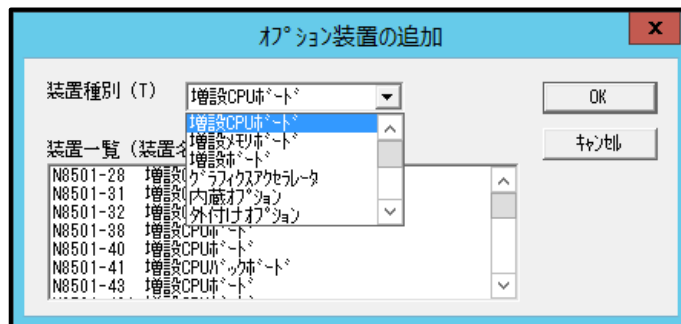 ｵﾌﾟｼｮﾝ装置の追加
x
装置種別 (T)
増設CPUﾎﾞｰﾄﾞ
OK
増設CPUﾎﾞｰﾄﾞ
増設ﾒﾓﾘﾎﾞｰﾄﾞ
増設ﾎﾞｰﾄﾞ
ｸﾞﾗﾌｨｸｽｱｸｾﾗﾚｰﾀ
内蔵ｵﾌﾟｼｮﾝ
外付けｵﾌﾟｼｮﾝ
ｷｬﾝｾﾙ
装置一覧 (装置
N8501-28 増設
N8501-31 増設
N8501-32 増設
N8501-38 増設CPUﾎﾞｰﾄﾞ
N8501-40 増設CPUﾎﾞｰﾄﾞ
N8501-41 増設CPUﾊﾞｯｸﾎﾞｰﾄﾞ
N8501-43 増設CPUﾎﾞｰﾄﾞ